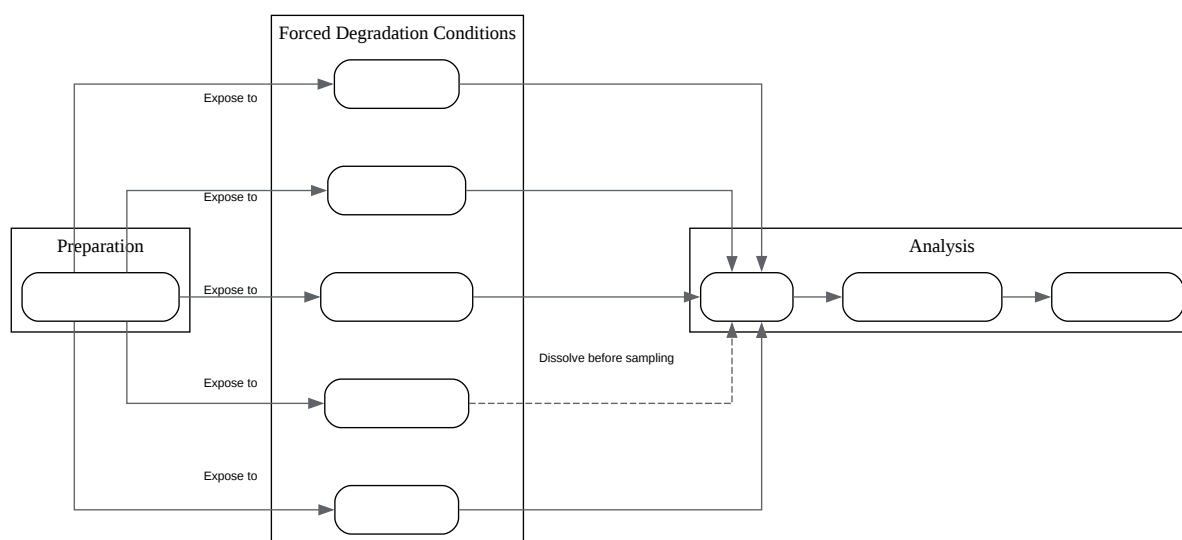 Forced Degradation Conditions
Expose to
Expose to
Preparation
Analysis
Expose to
Dissolve before sampling
Expose to
Expose to